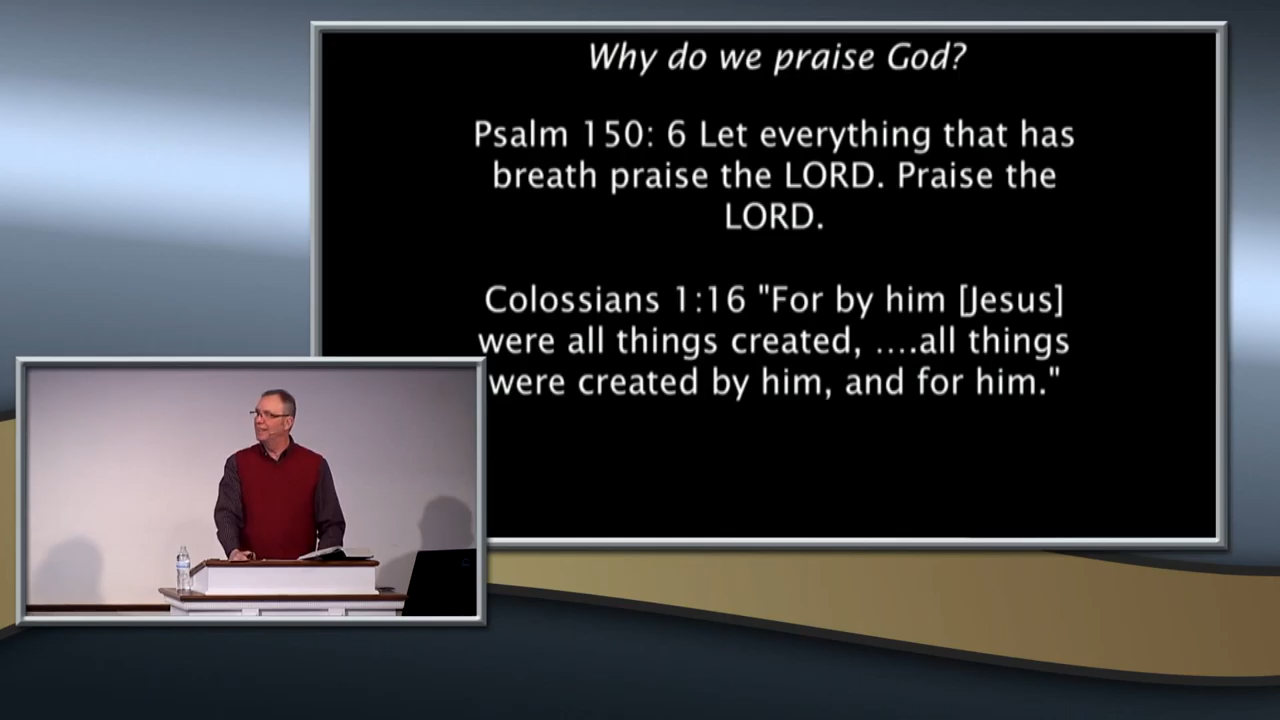 Why do we praise God?
Psalm 150: 6 Let everything that has
breath praise the LORD. Praise the
LORD.
Colossians 1:16 "For by him [Jesus]
were all things created, ....all things
were created by him, and for him."